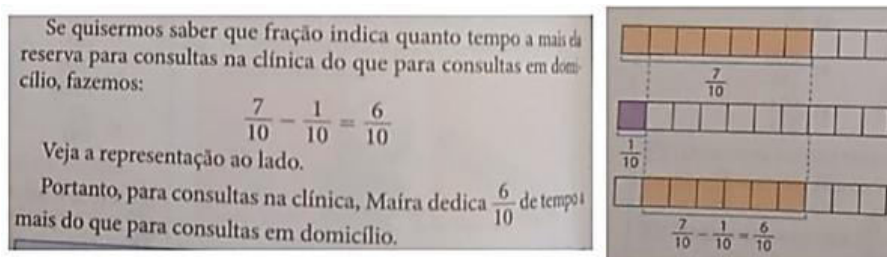 Se quisermos saber que fração indica quanto tempo a mais ela
reserva para consultas na clínica do que para consultas em domi-
cílio, fazemos:
7/10 - 1/10 = 6/10
Veja a representação ao lado.
Portanto, para consultas na clínica, Maíra dedica 6/10 de tempo a
mais do que para consultas em domicílio.
7/10
1/10
7/10 - 1/10 = 6/10